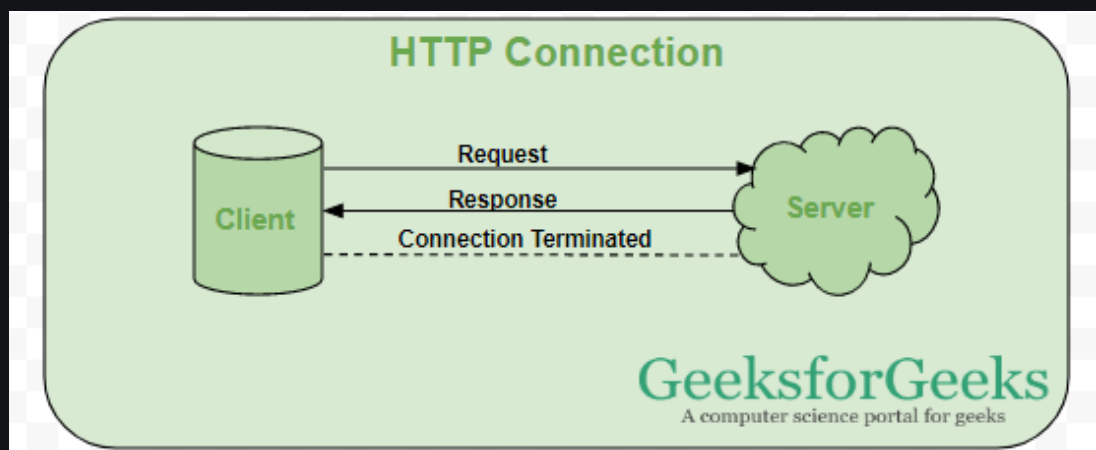 HTTP Connection
Request
Response
Client
Server
Connection Terminated
GeeksforGeeks
A computer science portal for geeks